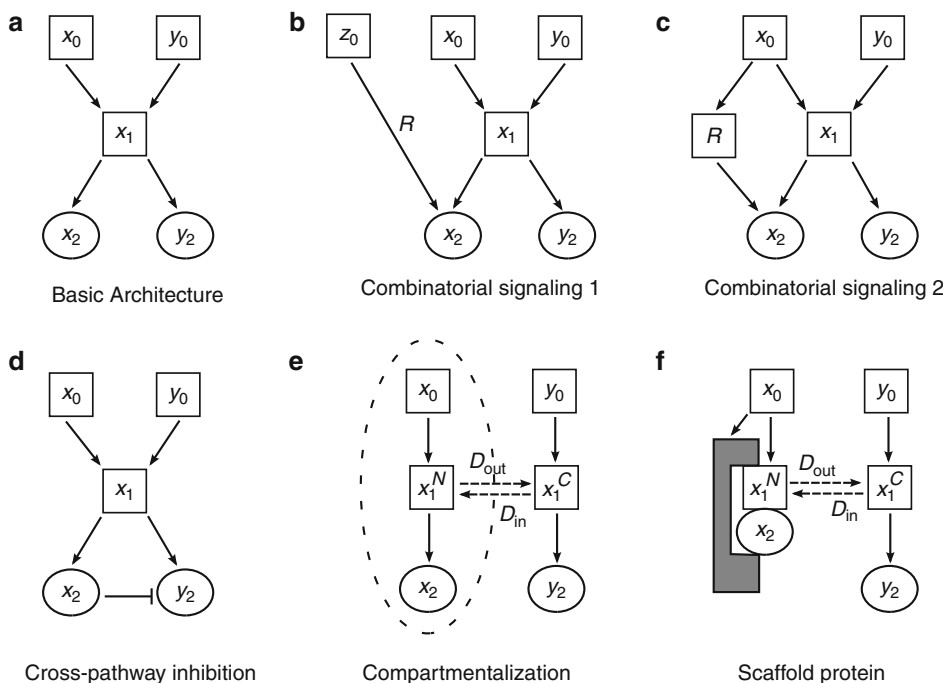 a
x0
y0
x1
x2
y2
Basic Architecture
b
z0
x0
y0
R
x1
x2
y2
Combinatorial signaling 1
c
x0
y0
R
x1
x2
y2
Combinatorial signaling 2
d
x0
y0
x1
x2
y2
Cross-pathway inhibition
e
x0
y0
x1N
Dout
Din
x1C
x2
y2
Compartmentalization
f
x0
y0
x1N
Dout
Din
x1C
x2
y2
Scaffold protein